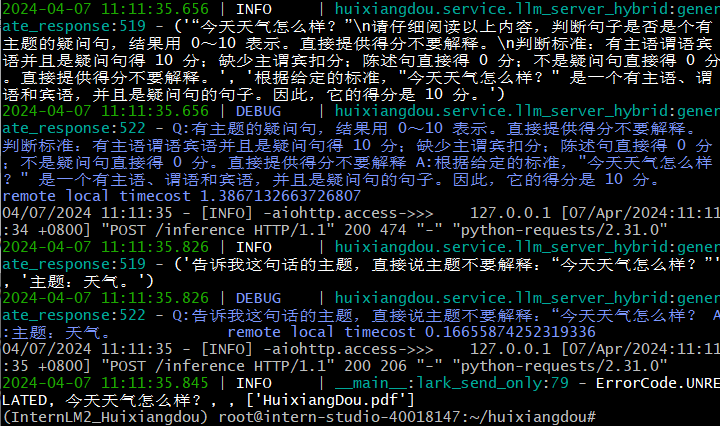 2024-04-07 11:11:35.656 | INFO     | huixiangdou.service.llm_server_hybrid:gener
ate_response:519 - ('“今天天气怎么样？”\n请仔细阅读以上内容，判断句子是否是个有
主题的疑问句，结果用 0～10 表示。直接提供得分不要解释。\n判断标准：有主语谓语宾
语并且是疑问句得 10 分；缺少主谓宾扣分；陈述句直接得 0 分；不是疑问句直接得 0 分
。直接提供得分不要解释。', '根据给定的标准，"今天天气怎么样？" 是一个有主语、谓
语和宾语，并且是疑问句的句子。因此，它的得分是 10 分。')
2024-04-07 11:11:35.656 | DEBUG    | huixiangdou.service.llm_server_hybrid:gener
ate_response:522 - Q:有主题的疑问句，结果用 0～10 表示。直接提供得分不要解释。
判断标准：有主语谓语宾语并且是疑问句得 10 分；缺少主谓宾扣分；陈述句直接得 0 分
；不是疑问句直接得 0 分。直接提供得分不要解释 A:根据给定的标准，"今天天气怎么样
？" 是一个有主语、谓语和宾语，并且是疑问句的句子。因此，它的得分是 10 分。
remote local timecost 1.3867132663726807
04/07/2024 11:11:35 - [INFO] -aiohttp.access->>>    127.0.0.1 [07/Apr/2024:11:11
:34 +0800] "POST /inference HTTP/1.1" 200 474 "-" "python-requests/2.31.0"
2024-04-07 11:11:35.826 | INFO     | huixiangdou.service.llm_server_hybrid:gener
ate_response:519 - ('告诉我这句话的主题，直接说主题不要解释：“今天天气怎么样？”'
, '主题：天气。')
2024-04-07 11:11:35.826 | DEBUG    | huixiangdou.service.llm_server_hybrid:gener
ate_response:522 - Q:告诉我这句话的主题，直接说主题不要解释：“今天天气怎么样？ A
:主题：天气。            remote local timecost 0.16655874252319336
04/07/2024 11:11:35 - [INFO] -aiohttp.access->>>    127.0.0.1 [07/Apr/2024:11:11
:35 +0800] "POST /inference HTTP/1.1" 200 206 "-" "python-requests/2.31.0"
2024-04-07 11:11:35.845 | INFO     | __main__:lark_send_only:79 - ErrorCode.UNRE
LATED, 今天天气怎么样？, , ['HuixiangDou.pdf']
(InternLM2_Huixiangdou) root@intern-studio-40018147:~/huixiangdou#